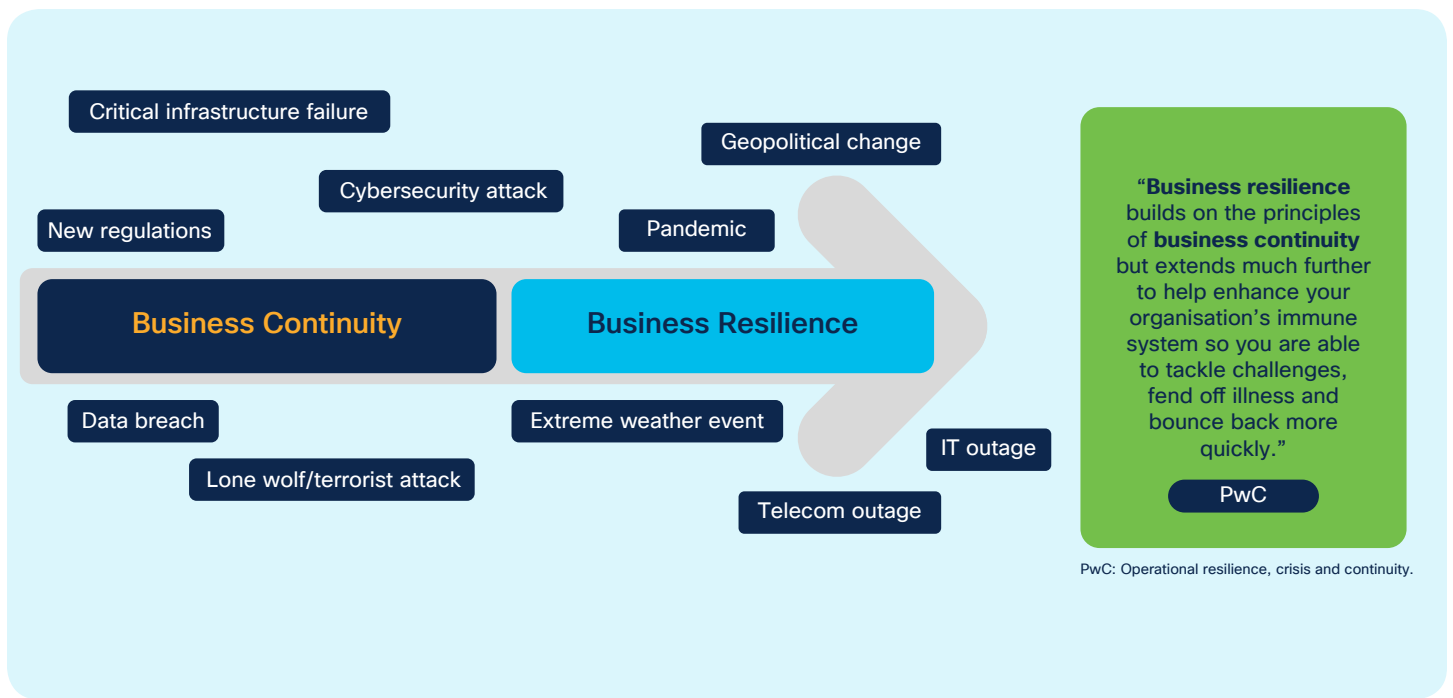 Critical infrastructure failure
Geopolitical change
Cybersecurity attack
New regulations
Pandemic
Business Continuity
Business Resilience
Data breach
Extreme weather event
IT outage
Lone wolf/terrorist attack
Telecom outage
“Business resilience
builds on the principles
of business continuity
but extends much further
to help enhance your
organisation’s immune
system so you are able
to tackle challenges,
fend off illness and
bounce back more
quickly.”
PwC
PwC: Operational resilience, crisis and continuity.